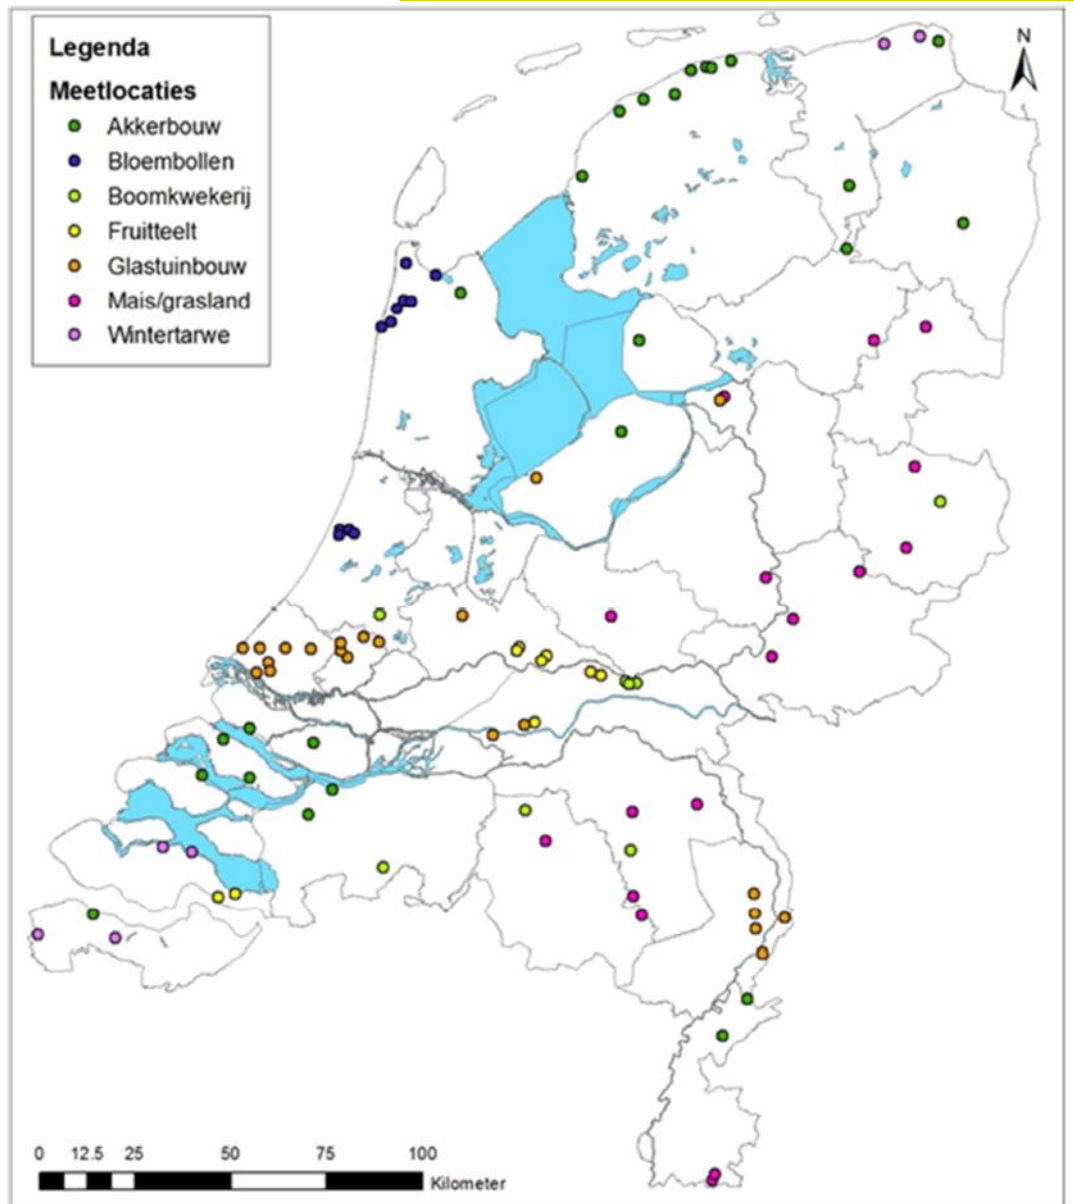 Legenda
Meetlocaties
Akkerbouw
Bloembollen
Boomkwekerij
Fruitteelt
Glastuinbouw
Mais/grasland
Wintertarwe
N
0 12.5 25 50 75 100
Kilometer